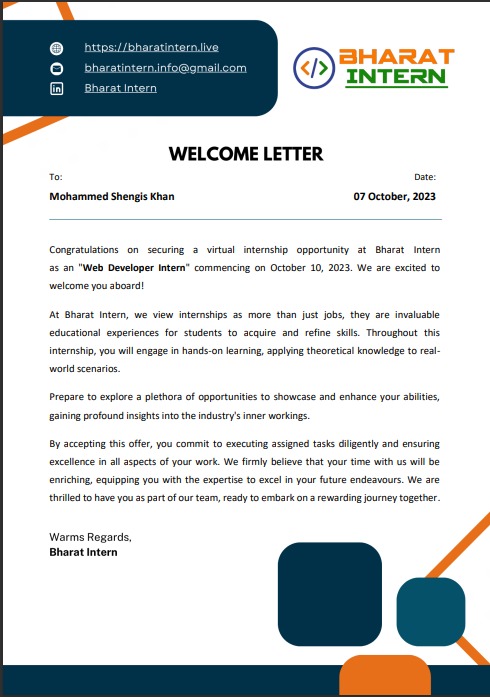 https://bharatintern.live
bharatintern.info@gmail.com
Bharat Intern
</>
BHARAT
INTERN
WELCOME LETTER
To:
Date:
Mohammed Shengis Khan
07 October, 2023
Congratulations on securing a virtual internship opportunity at Bharat Intern
as an "Web Developer Intern" commencing on October 10, 2023. We are excited to
welcome you aboard!
At Bharat Intern, we view internships as more than just jobs, they are invaluable
educational experiences for students to acquire and refine skills. Throughout this
internship, you will engage in hands-on learning, applying theoretical knowledge to real-
world scenarios.
Prepare to explore a plethora of opportunities to showcase and enhance your abilities,
gaining profound insights into the industry's inner workings.
By accepting this offer, you commit to executing assigned tasks diligently and ensuring
excellence in all aspects of your work. We firmly believe that your time with us will be
enriching, equipping you with the expertise to excel in your future endeavours. We are
thrilled to have you as part of our team, ready to embark on a rewarding journey together.
Warms Regards,
Bharat Intern